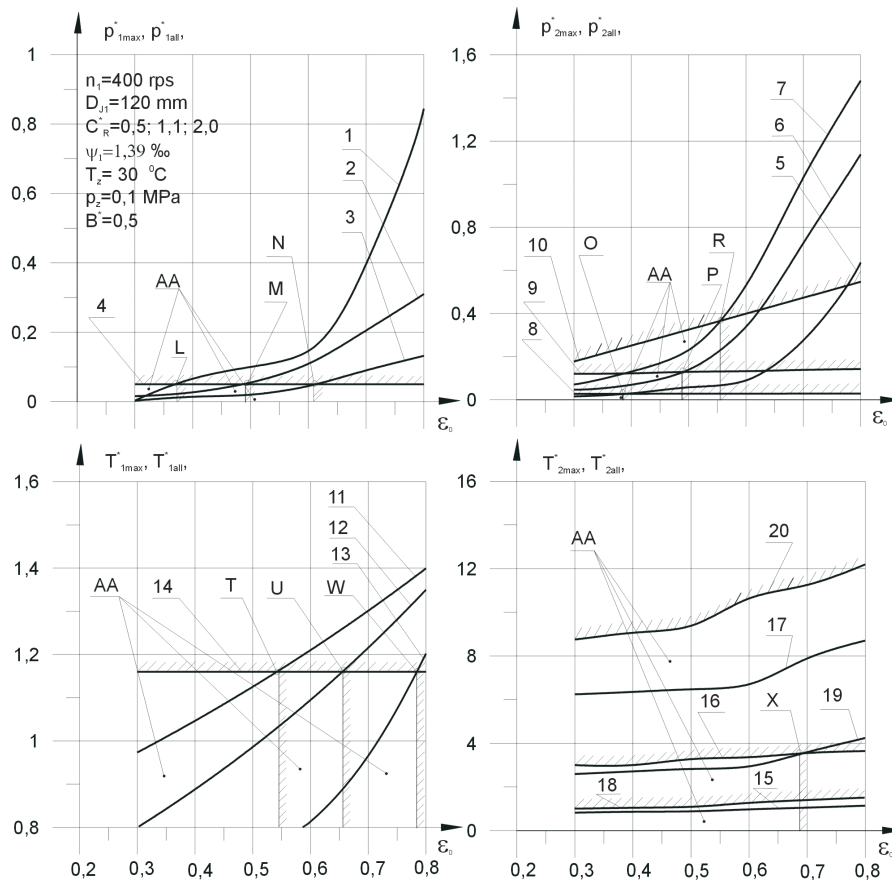 p*1max, p*1all,
1
n1=400 rps
DJ1=120 mm
0,8
C*R=0,5; 1,1; 2,0
ψ1=1,39 ‰
Tz= 30 °C
pz=0,1 MPa
B*=0,5
0,6
0,4
0,2
0
1
2
3
N
M
AA
4
L
ε0
p*2max, p*2all,
1,6
1,2
0,8
0,4
0
7
6
5
10
O
R
9
AA
P
8
ε0
T*1max, T*1all,
1,6
1,4
1,2
1
0,8
11
12
13
AA
14
T
U
W
ε0
0,2
0,3
0,4
0,5
0,6
0,7
0,8
T*2max, T*2all,
16
12
8
4
0
AA
20
17
16
X
19
18
15
ε0
0,2
0,3
0,4
0,5
0,6
0,7
0,8